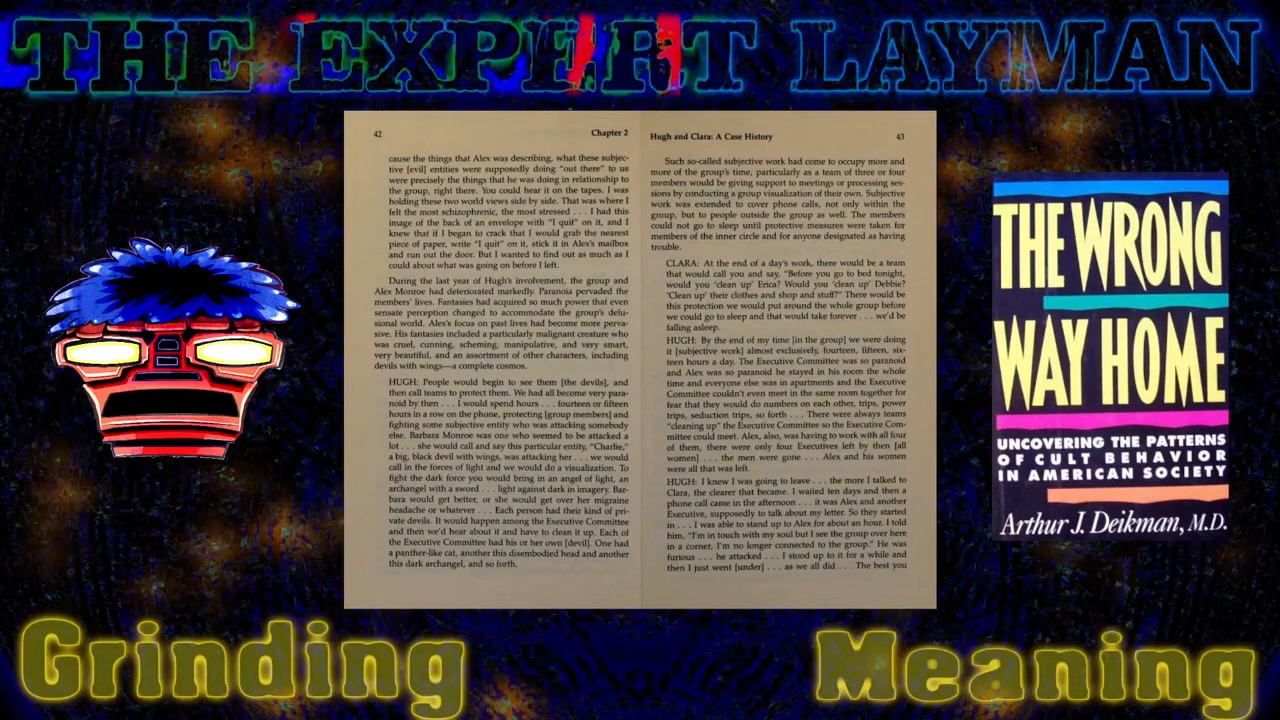 THE EXPERT LAYMAN
42 Chapter 2
cause the things that Alex was describing, what these subjec-
tive [evil] entities were supposedly doing "out there" to us
were precisely the things that he was doing in relationship to
the group, right there. You could hear it on the tapes. I was
holding these two world views side by side. That was where I
felt the most schizophrenic, the most stressed . . . I had this
image of the back of an envelope with "I quit" on it, and I
knew that if I began to crack that I would grab the nearest
piece of paper, write "I quit" on it, stick it in Alex's mailbox
and run out the door. But I wanted to find out as much as I
could about what was going on before I left.
During the last year of Hugh's involvement, the group and
Alex Monroe had deteriorated markedly. Paranoia pervaded the
members' lives. Fantasies had acquired so much power that even
sensate perception changed to accommodate the group's delu-
sional world. Alex's focus on past lives had become more perva-
sive. His fantasies included a particularly malignant creature who
was cruel, cunning, scheming, manipulative, and very smart,
very beautiful, and an assortment of other characters, including
devils with wings—a complete cosmos.
HUGH: People would begin to see them [the devils], and
then call teams to protect them. We had all become very para-
noid by then . . . I would spend hours . . . fourteen or fifteen
hours in a row on the phone, protecting [group members] and
fighting some subjective entity who was attacking somebody
else. Barbara Monroe was one who seemed to be attacked a
lot . . . she would call and say this particular entity, "Charlie,"
a big, black devil with wings, was attacking her . . . we would
call in the forces of light and we would do a visualization. To
fight the dark force you would bring in an angel of light, an
archangel with a sword . . . light against dark in imagery. Bar-
bara would get better, or she would get over her migraine
headache or whatever . . . Each person had their kind of pri-
vate devils. It would happen among the Executive Committee
and then we'd hear about it and have to clean it up. Each of
the Executive Committee had his or her own [devil]. One had
a panther-like cat, another this disembodied head and another
this dark archangel, and so forth.
Hugh and Clara: A Case History 43
Such so-called subjective work had come to occupy more and
more of the group's time, particularly as a team of three or four
members would be giving support to meetings or processing ses-
sions by conducting a group visualization of their own. Subjective
work was extended to cover phone calls, not only within the
group, but to people outside the group as well. The members
could not go to sleep until protective measures were taken for
members of the inner circle and for anyone designated as having
trouble.
CLARA: At the end of a day's work, there would be a team
that would call you and say, "Before you go to bed tonight,
would you 'clean up' Erica? Would you 'clean up' Debbie?
'Clean up' their clothes and shop and stuff?" There would be
this protection we would put around the whole group before
we could go to sleep and that would take forever . . . we'd be
falling asleep.
HUGH: By the end of my time [in the group] we were doing
it [subjective work] almost exclusively, fourteen, fifteen, six-
teen hours a day. The Executive Committee was so paranoid
and Alex was so paranoid he stayed in his room the whole
time and everyone else was in apartments and the Executive
Committee couldn't even meet in the same room together for
fear that they would do numbers on each other, trips, power
trips, seduction trips, so forth . . . There were always teams
"cleaning up" the Executive Committee so the Executive Com-
mittee could meet. Alex, also, was having to work with all four
of them, there were only four Executives left by then [all
women] . . . the men were gone . . . Alex and his women
were all that was left.
HUGH: I knew I was going to leave . . . the more I talked to
Clara, the clearer that became. I waited ten days and then a
phone call came in the afternoon . . . it was Alex and another
Executive, supposedly to talk about my letter. So they started
in . . . I was able to stand up to Alex for about an hour. I told
him, "I'm in touch with my soul but I see the group over here
in a corner, I'm no longer connected to the group." He was
furious . . . he attacked . . . I stood up to it for a while and
then I just went [under] . . . as we all did . . . The best you
THE WRONG
WAY HOME
UNCOVERING THE PATTERNS
OF CULT BEHAVIOR
IN AMERICAN SOCIETY
Arthur J. Deikman, M.D.
Grinding Meaning